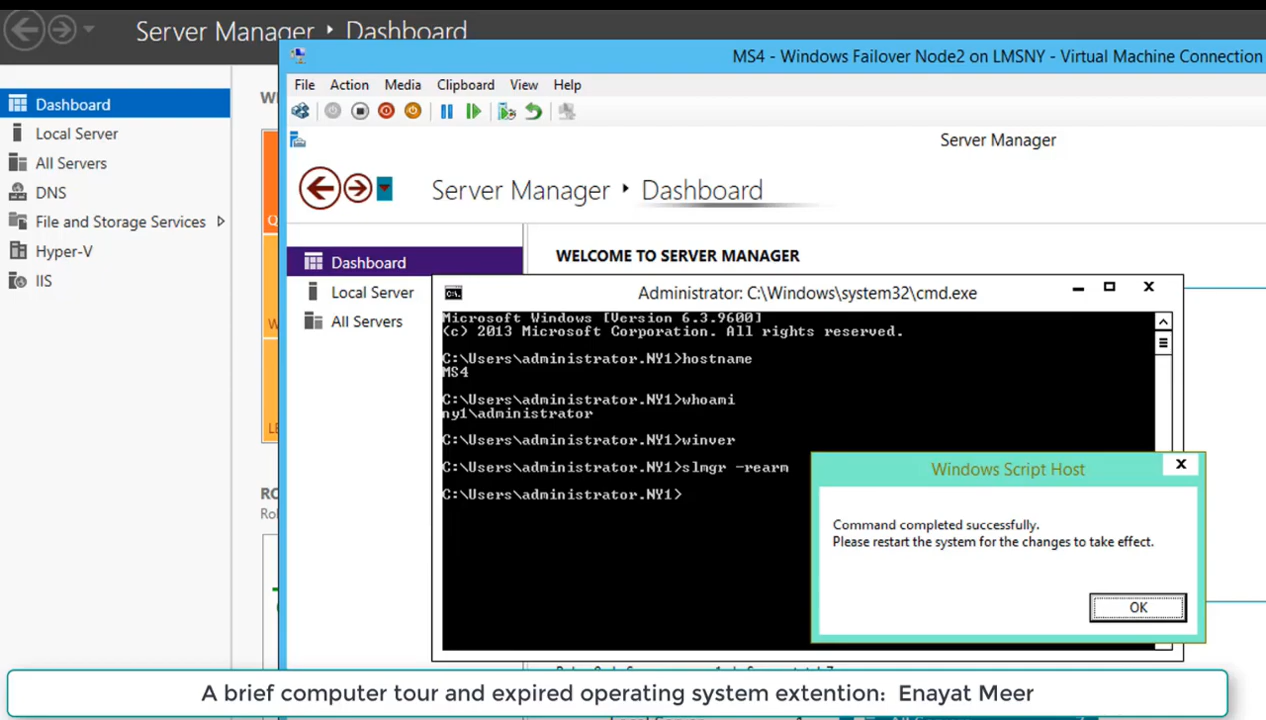 Server Manager ‣ Dashboard
MS4 - Windows Failover Node2 on LMSNY - Virtual Machine Connection
File Action Media Clipboard View Help
Server Manager
Dashboard
Local Server
All Servers
DNS
File and Storage Services
Hyper-V
IIS
Server Manager ‣ Dashboard
Dashboard
Local Server
All Servers
WELCOME TO SERVER MANAGER
Administrator: C:\Windows\system32\cmd.exe
Microsoft Windows [Version 6.3.9600]
(c) 2013 Microsoft Corporation. All rights reserved.
C:\Users\administrator.NY1>hostname
MS4
C:\Users\administrator.NY1>whoami
ny1\administrator
C:\Users\administrator.NY1>winver
C:\Users\administrator.NY1>slmgr -rearm
C:\Users\administrator.NY1>
Windows Script Host
Command completed successfully.
Please restart the system for the changes to take effect.
OK
A brief computer tour and expired operating system extention: Enayat Meer